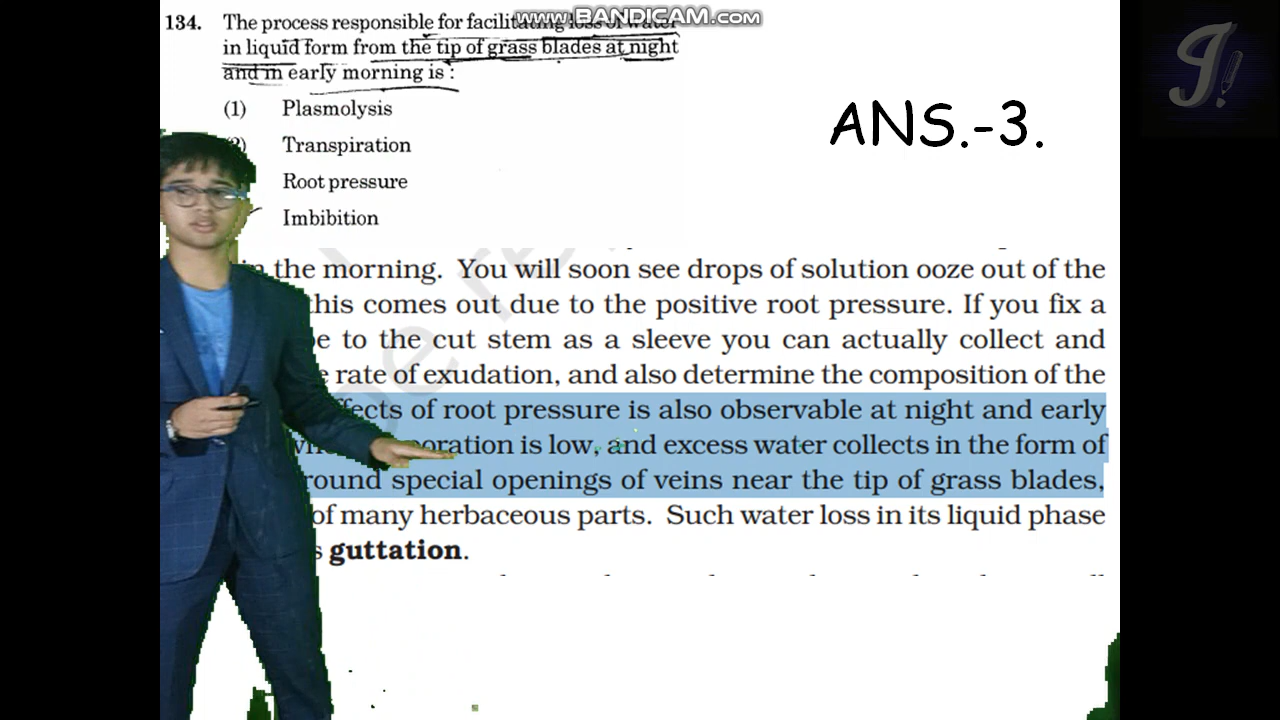 www.BANDICAM.com
134. The process responsible for facilitating loss of water
in liquid form from the tip of grass blades at night
and in early morning is :
(1) Plasmolysis
Transpiration
Root pressure
Imbibition
ANS.-3.
in the morning. You will soon see drops of solution ooze out of the
this comes out due to the positive root pressure. If you fix a
to the cut stem as a sleeve you can actually collect and
rate of exudation, and also determine the composition of the
of root pressure is also observable at night and early
is low, and excess water collects in the form of
special openings of veins near the tip of grass blades,
of many herbaceous parts. Such water loss in its liquid phase
guttation.